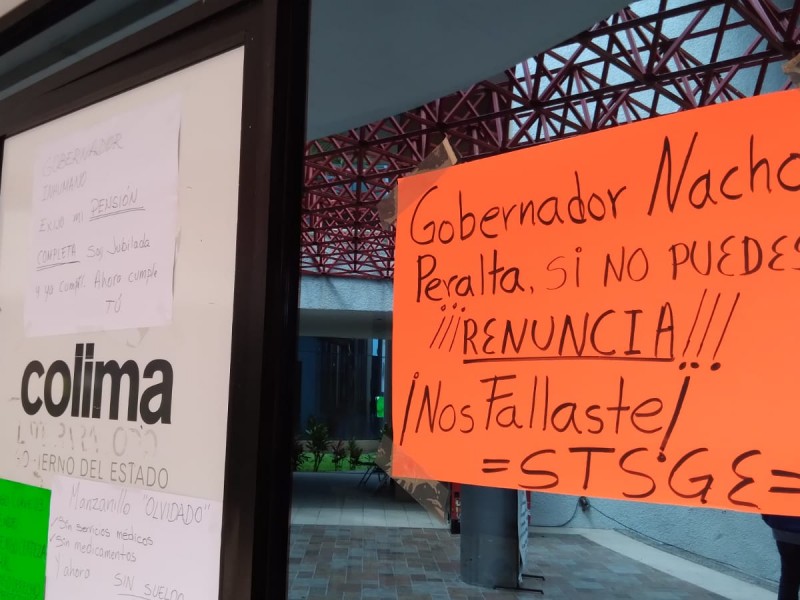 GOBERNADOR
INHUMANO
EXIJO mi PENSIÓN
COMPLETA Soy Jubilada
y ya cumplí. Ahora cumple
TÚ
colima
GOBIERNO DEL ESTADO
Manzanillo "OLVIDADO"
Sin servicios médicos
Sin medicamentos
Y ahora SIN SUELDO
Gobernador Nacho
Peralta, Si NO PUEDES
¡¡¡RENUNCIA!!!
¡Nos Fallaste!
=STSGE=